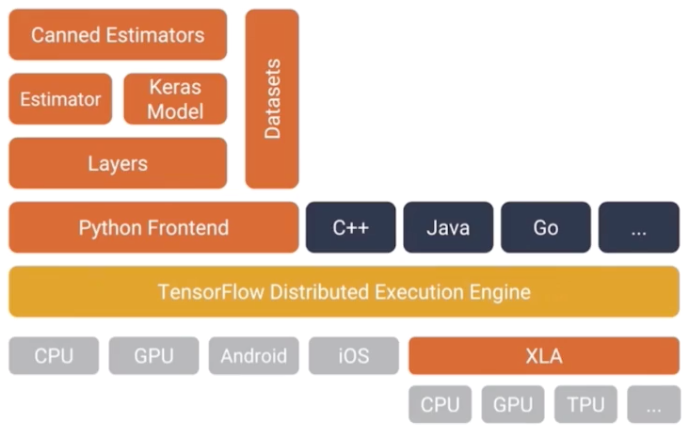 Canned Estimators
Datasets
Estimator
Keras
Model
Layers
Python Frontend
C++
Java
Go
...
TensorFlow Distributed Execution Engine
CPU
GPU
Android
iOS
XLA
CPU
GPU
TPU
...